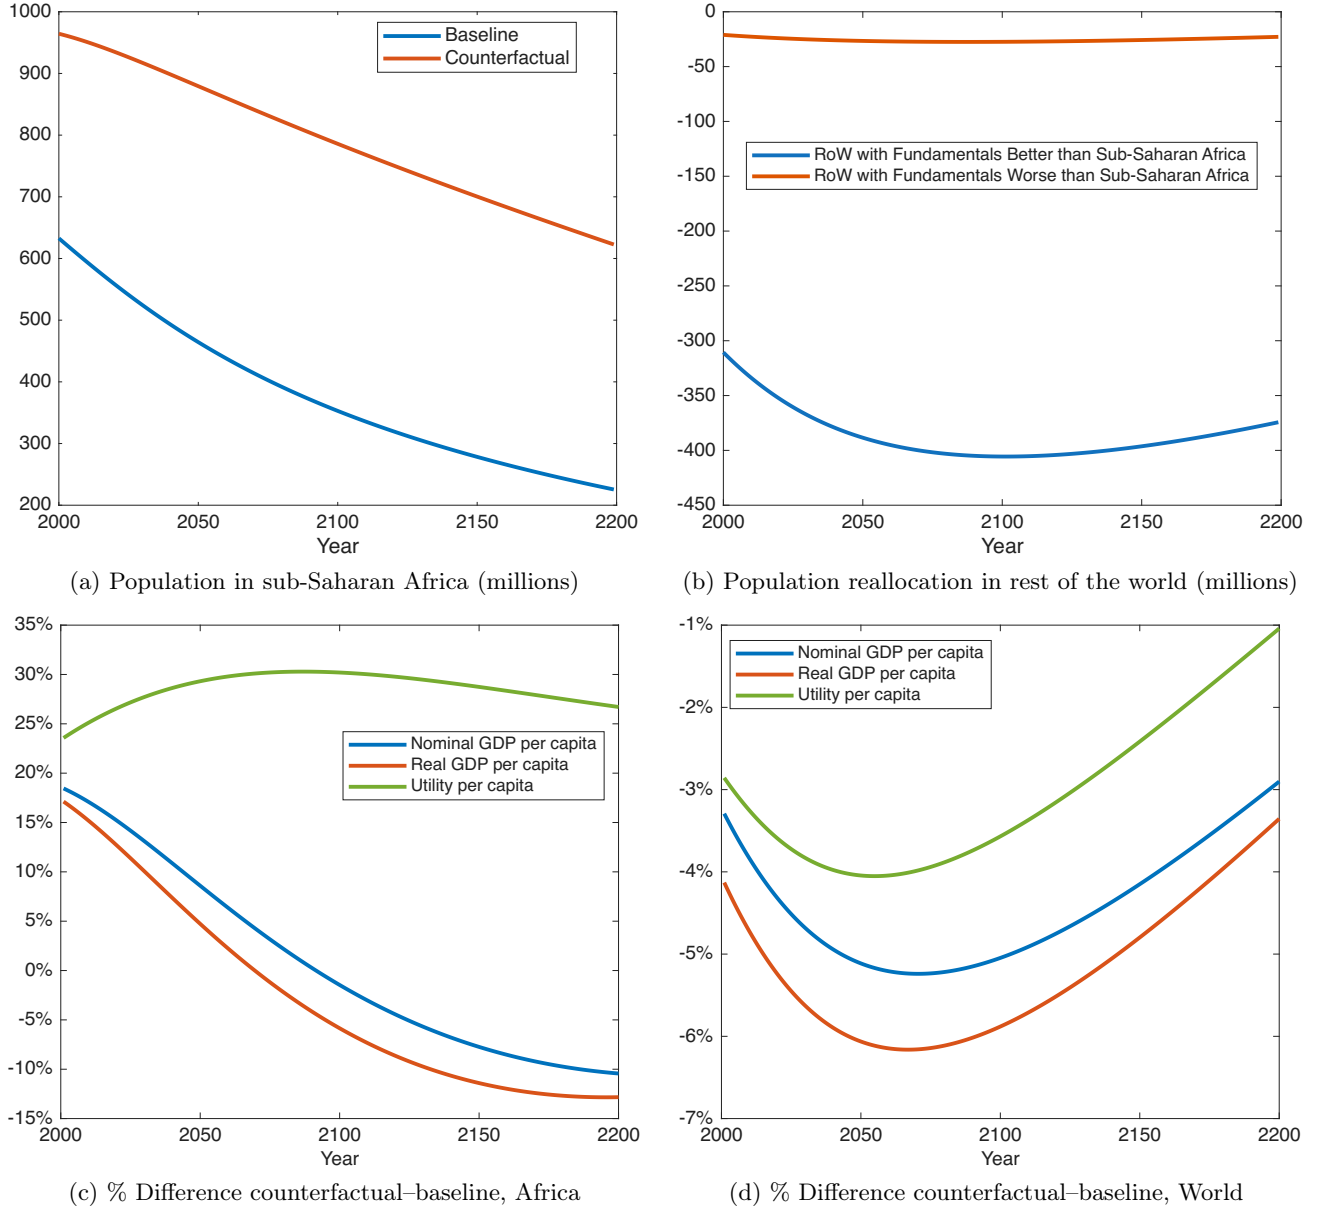 1000
900
800
700
600
500
400
300
200
Baseline
Counterfactual
2000 2050 2100 2150 2200
Year
(a) Population in sub-Saharan Africa (millions)
0
-50
-100
-150
-200
-250
-300
-350
-400
-450
RoW with Fundamentals Better than Sub-Saharan Africa
RoW with Fundamentals Worse than Sub-Saharan Africa
2000 2050 2100 2150 2200
Year
(b) Population reallocation in rest of the world (millions)
35%
30%
25%
20%
15%
10%
5%
0%
-5%
-10%
-15%
Nominal GDP per capita
Real GDP per capita
Utility per capita
2000 2050 2100 2150 2200
Year
(c) % Difference counterfactual–baseline, Africa
-1%
-2%
-3%
-4%
-5%
-6%
-7%
Nominal GDP per capita
Real GDP per capita
Utility per capita
2000 2050 2100 2150 2200
Year
(d) % Difference counterfactual–baseline, World